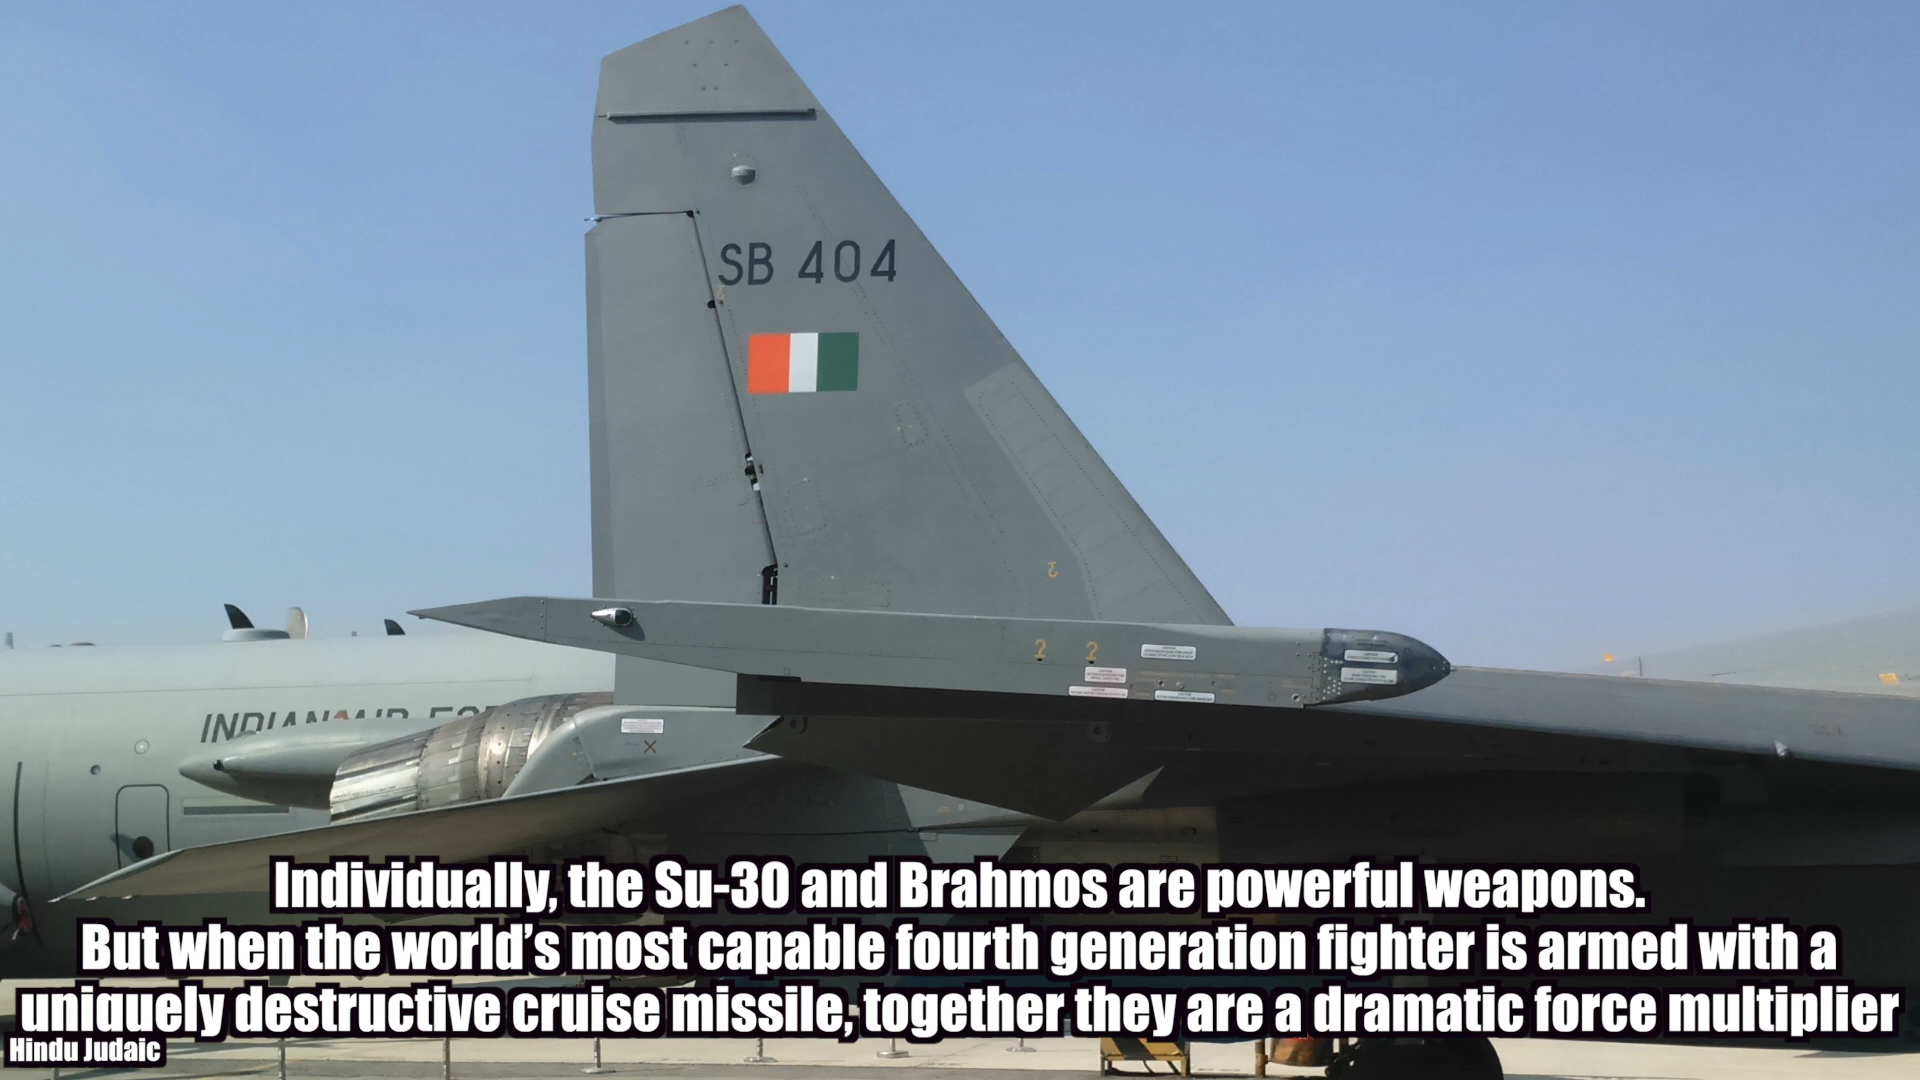 SB 404
INDIAN AIR
Individually, the Su-30 and Brahmos are powerful weapons.
But when the world's most capable fourth generation fighter is armed with a
uniquely destructive cruise missile, together they are a dramatic force multiplier
Hindu Judaic